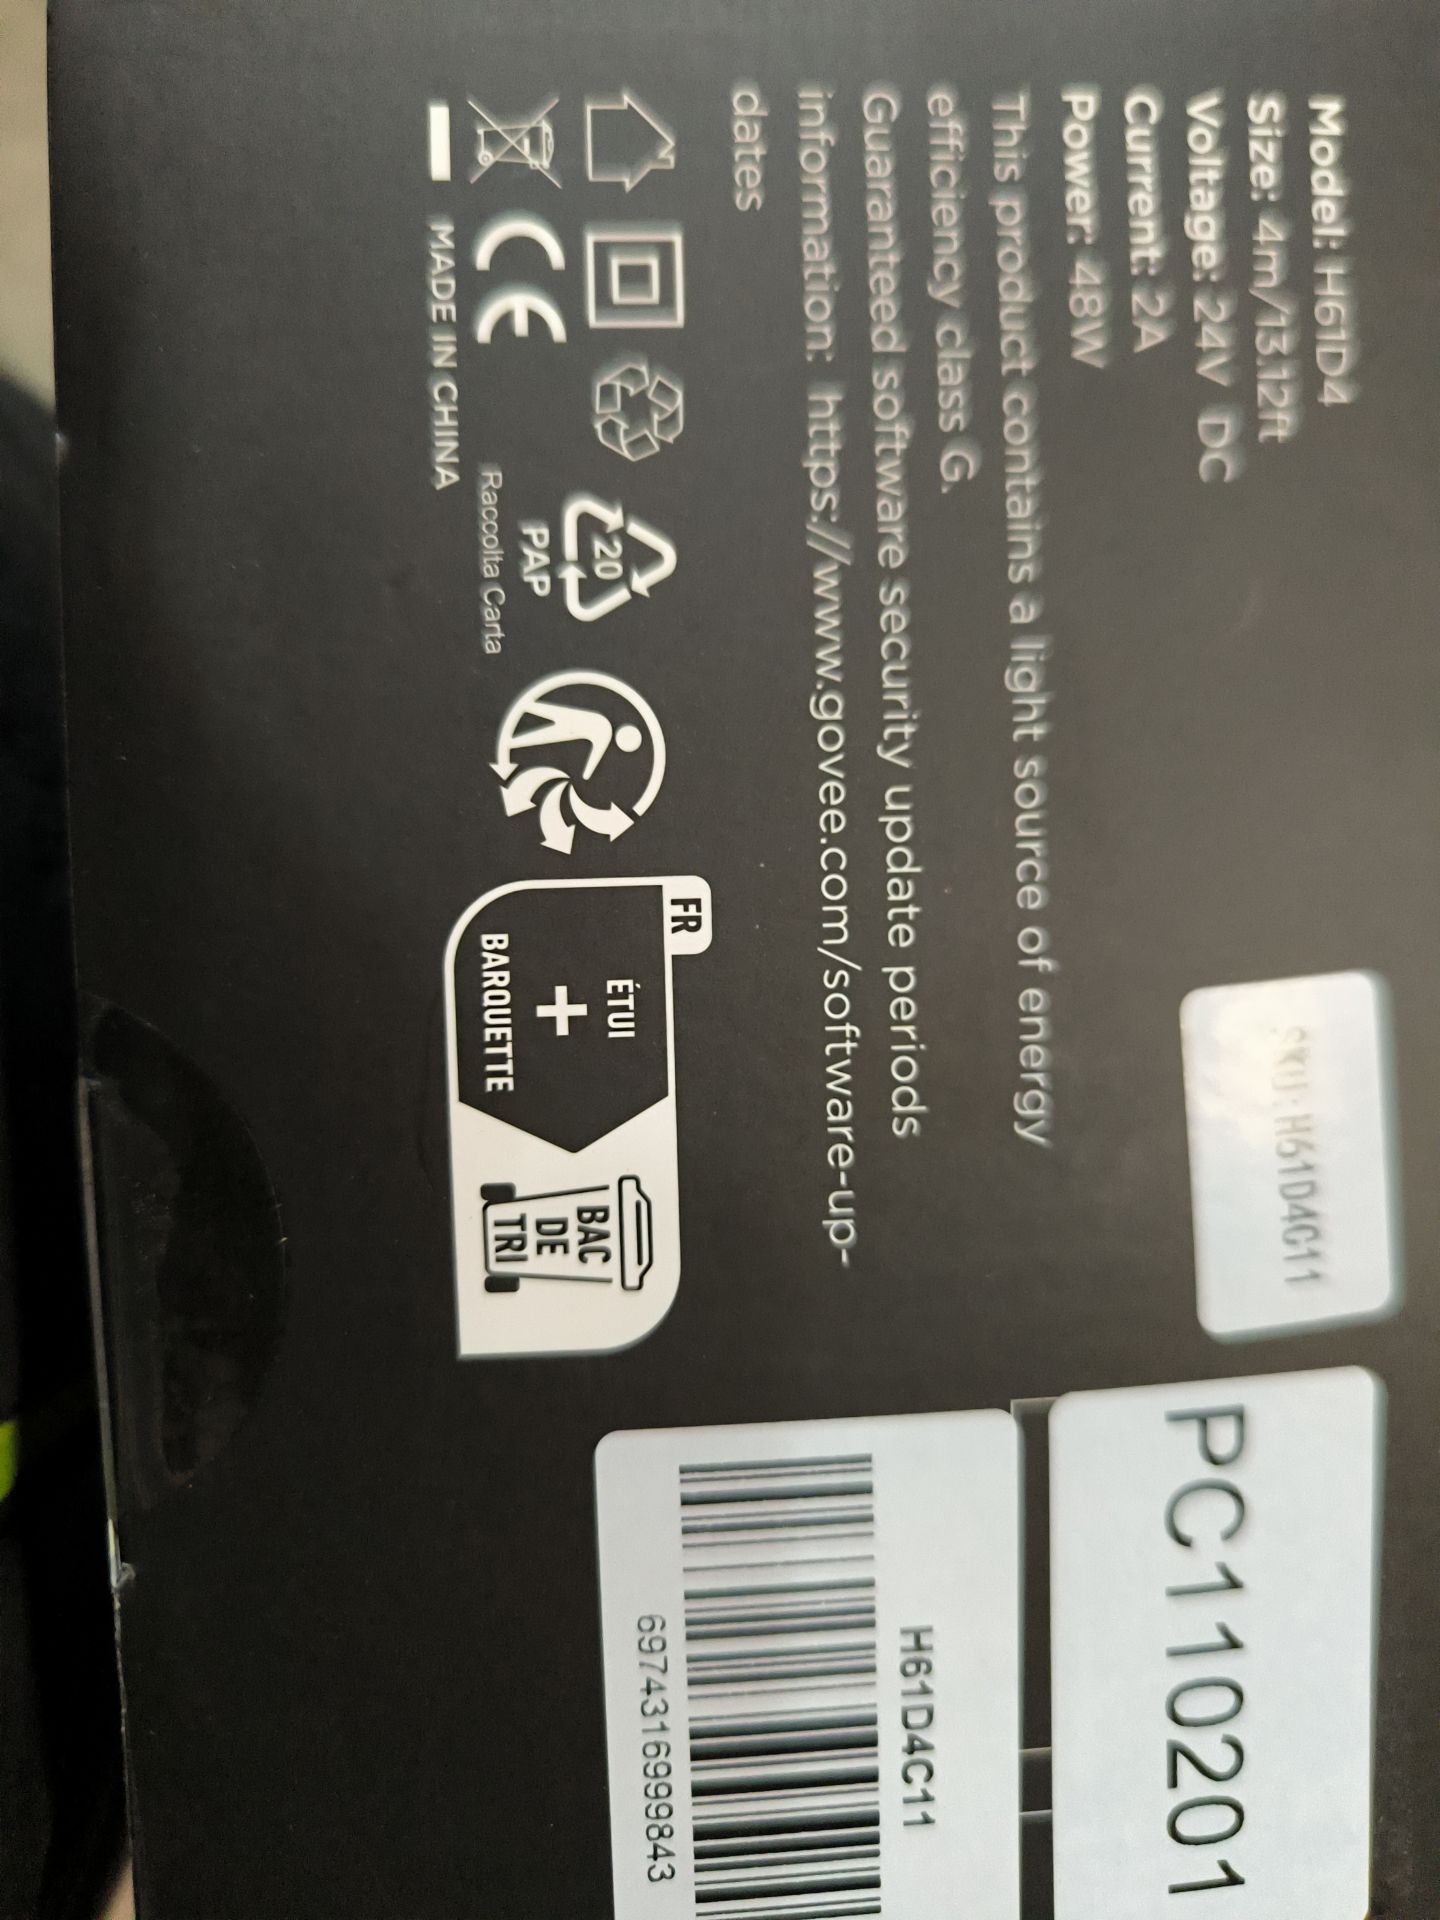 Model: H61D4
Size: 4m/13.12ft
Voltage: 24V DC
Current: 2A
Power: 48W
This product contains a light source of energy
efficiency class G.
Guaranteed software security update periods
information: https://www.govee.com/software-up-
dates
20
PAP
Raccolta Carta
CE
MADE IN CHINA
FR
ÉTUI
+
BARQUETTE
BAC
DE
TRI
SKU: H61D4C11
PC110201
H61D4C11
6974316999843